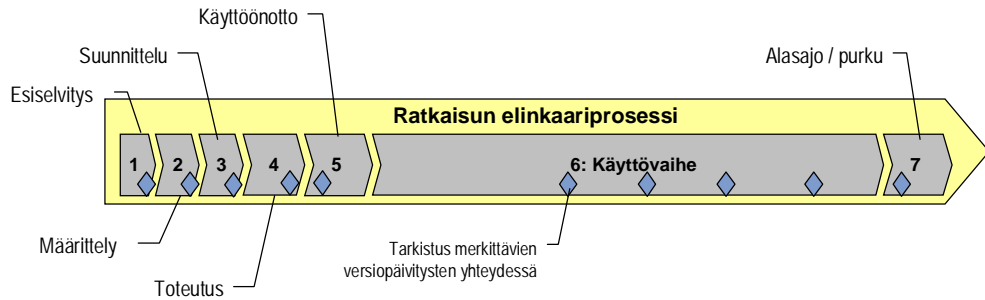 Käyttöönotto
Suunnittelu
Alasajo / purku
Esiselvitys
Ratkaisun elinkaariprosessi
1
2
3
4
5
6: Käyttövaihe
7
Määrittely
Tarkistus merkittävien
versiopäivitysten yhteydessä
Toteutus